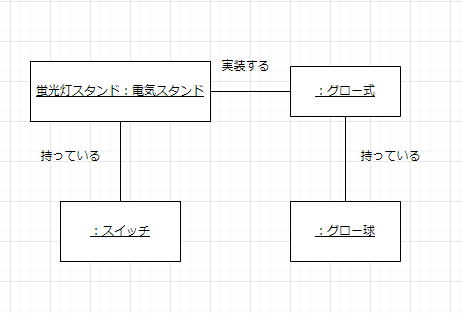 実装する
蛍光灯スタンド：電気スタンド
：グロー式
持っている
持っている
：スイッチ
：グロー球